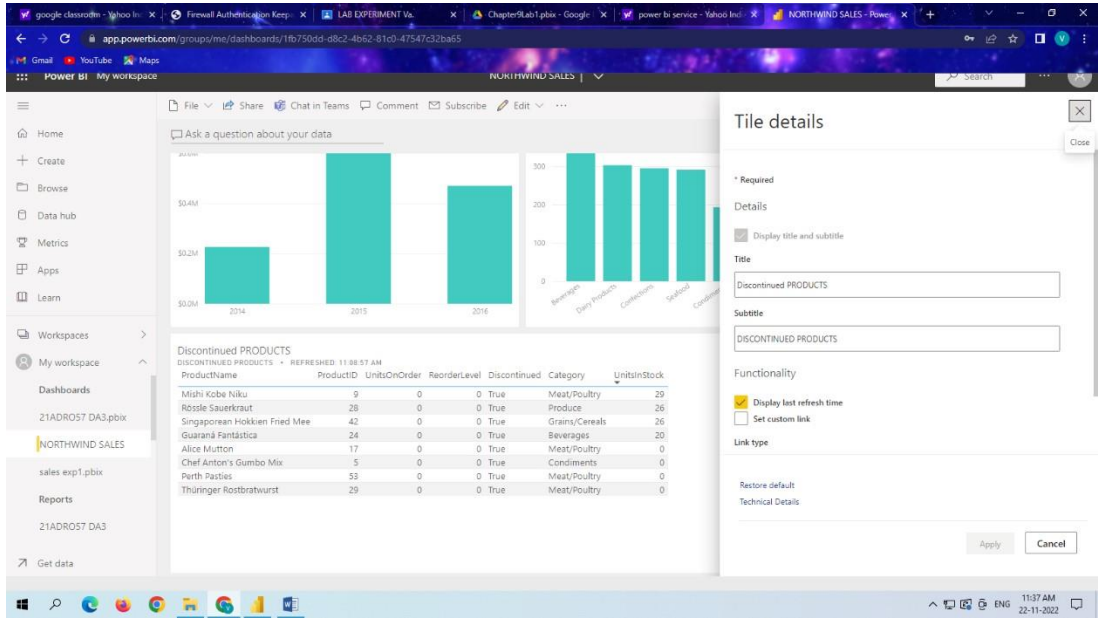 google classroom - Yahoo In
Firewall Authentication Keep
LAB EXPERIMENT Va.
Chapter9Lab1.pbix - Google
power bi service - Yahoo Ind
NORTHWIND SALES - Powe
app.powerbi.com/groups/me/dashboards/1fb750dd-d8c2-4b62-81c0-47547c32ba65
Gmail YouTube Maps
Power BI My workspace
NORTHWIND SALES
Search
File Share Chat in Teams Comment Subscribe Edit
Ask a question about your data
Home
Create
Browse
Data hub
Metrics
Apps
Learn
Workspaces
My workspace
Dashboards
21ADRO57 DA3.pbix
NORTHWIND SALES
sales exp1.pbix
Reports
21ADRO57 DA3
Get data
$0.4M
$0.2M
$0.0M
2014 2015 2016
300
200
100
0
Beverages Dairy Products Confections Seafood
Discontinued PRODUCTS
DISCONTINUED PRODUCTS • REFRESHED: 11:08:57 AM
ProductName ProductID UnitsOnOrder ReorderLevel Discontinued Category UnitsInStock
Mishi Kobe Niku 9 0 0 True Meat/Poultry 29
Rössle Sauerkraut 28 0 0 True Produce 26
Singaporean Hokkien Fried Mee 42 0 0 True Grains/Cereals 26
Guaraná Fantástica 24 0 0 True Beverages 20
Alice Mutton 17 0 0 True Meat/Poultry 0
Chef Anton's Gumbo Mix 5 0 0 True Condiments 0
Perth Pasties 53 0 0 True Meat/Poultry 0
Thüringer Rostbratwurst 29 0 0 True Meat/Poultry 0
Tile details
Close
* Required
Details
Display title and subtitle
Title
Discontinued PRODUCTS
Subtitle
DISCONTINUED PRODUCTS
Functionality
Display last refresh time
Set custom link
Link type
Restore default
Technical Details
Apply Cancel
ENG
11:37 AM
22-11-2022